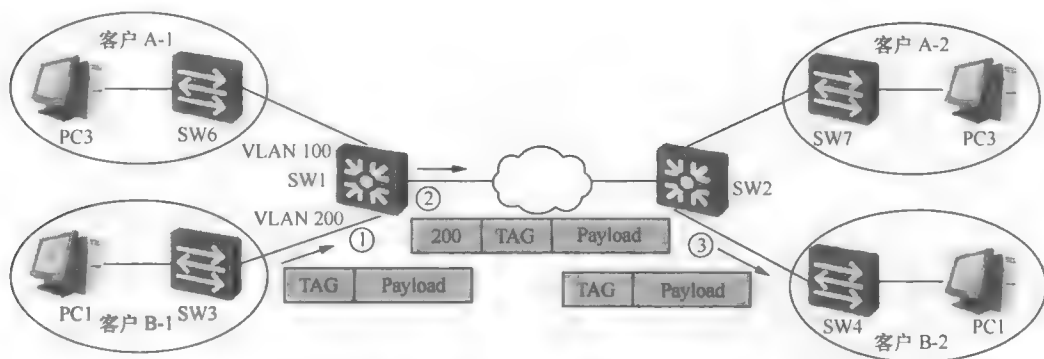 客户 A-1
PC3
SW6
客户 A-2
SW7
PC3
VLAN 100
SW1
②
SW2
VLAN 200
①
200 TAG Payload
③
TAG Payload
TAG Payload
PC1
SW3
客户 B-1
SW4
PC1
客户 B-2